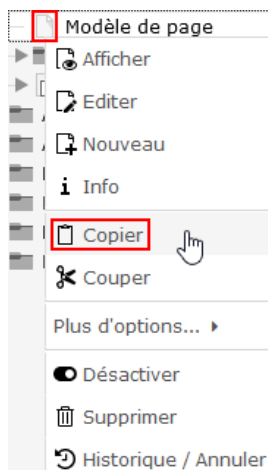 Modèle de page
Afficher
Editer
Nouveau
Info
Copier
Couper
Plus d'options...
Désactiver
Supprimer
Historique / Annuler